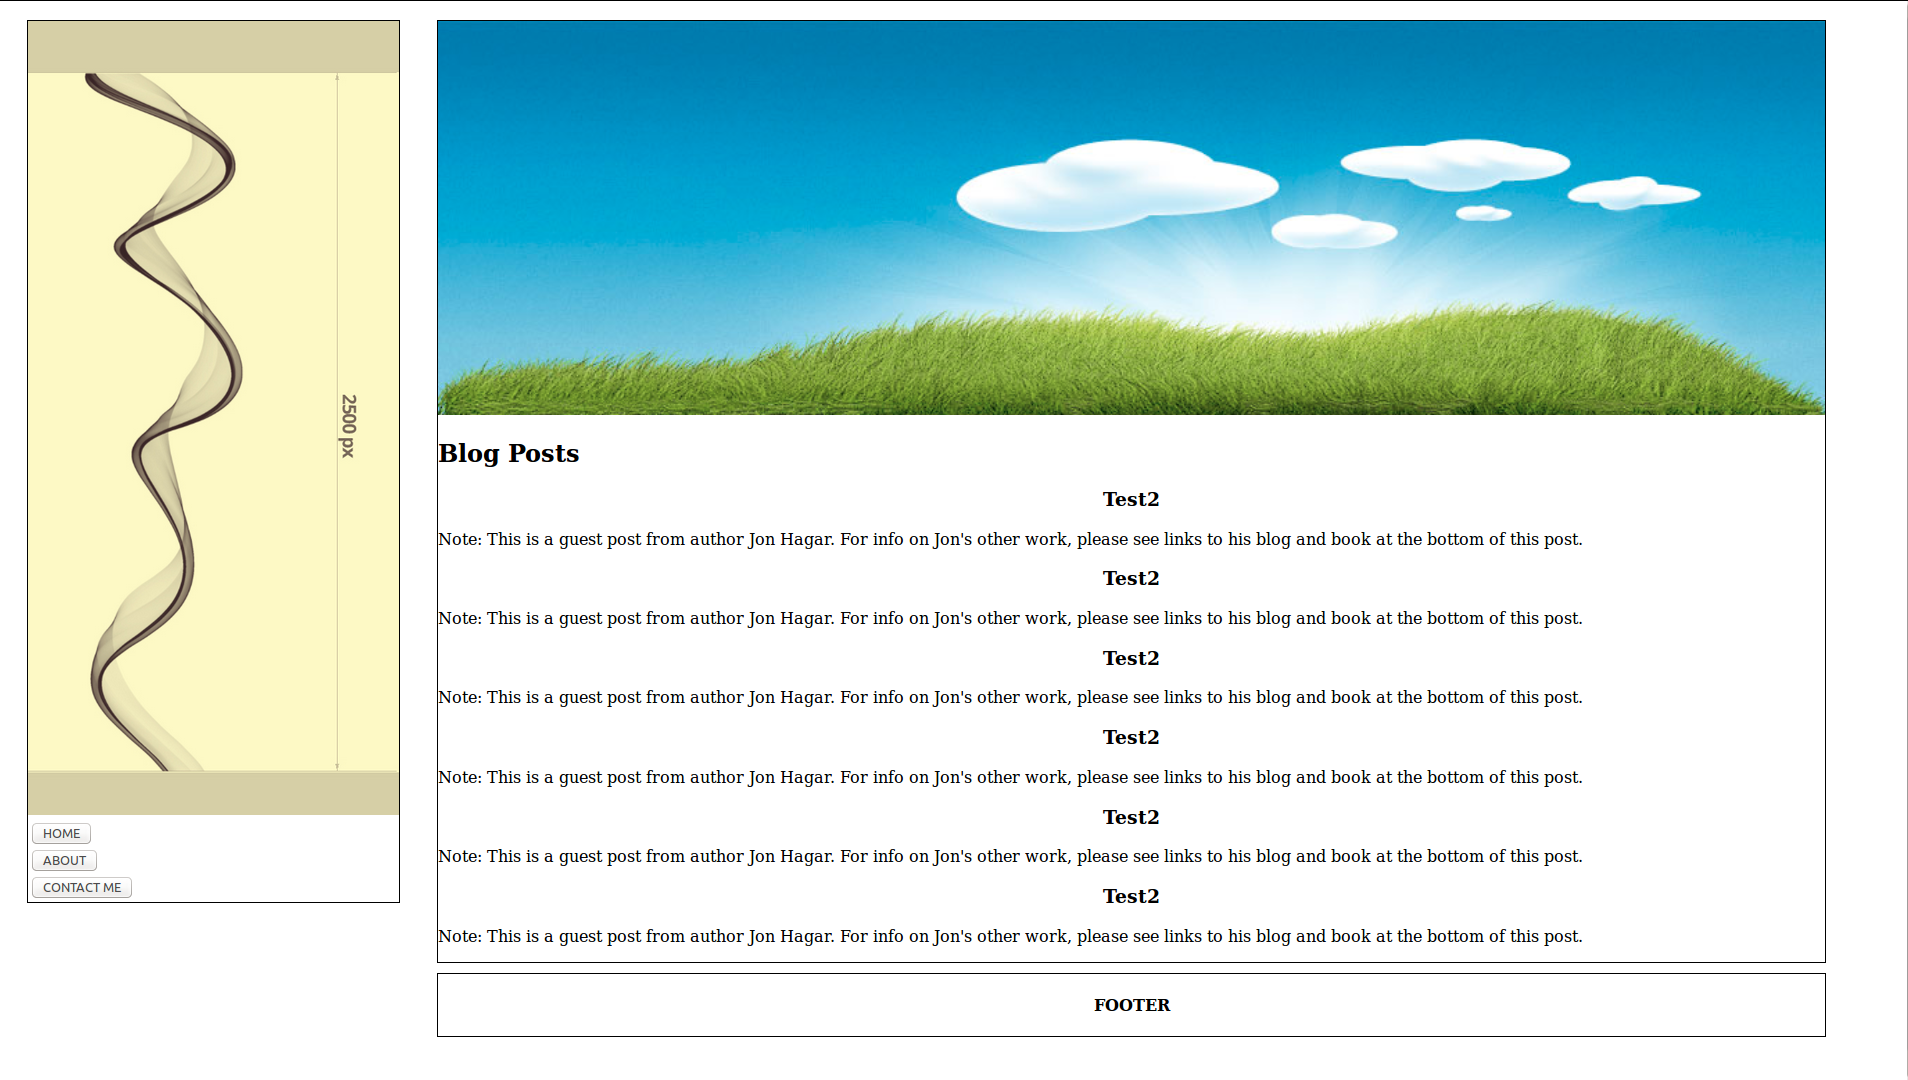 2500 px
HOME
ABOUT
CONTACT ME
Blog Posts
Test2
Note: This is a guest post from author Jon Hagar. For info on Jon's other work, please see links to his blog and book at the bottom of this post.
Test2
Note: This is a guest post from author Jon Hagar. For info on Jon's other work, please see links to his blog and book at the bottom of this post.
Test2
Note: This is a guest post from author Jon Hagar. For info on Jon's other work, please see links to his blog and book at the bottom of this post.
Test2
Note: This is a guest post from author Jon Hagar. For info on Jon's other work, please see links to his blog and book at the bottom of this post.
Test2
Note: This is a guest post from author Jon Hagar. For info on Jon's other work, please see links to his blog and book at the bottom of this post.
Test2
Note: This is a guest post from author Jon Hagar. For info on Jon's other work, please see links to his blog and book at the bottom of this post.
FOOTER